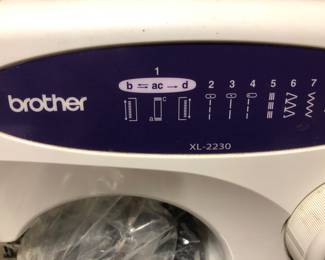 1
b ⇆ ac → d 2 3 4 5 6 7
brother
c
a
XL-2230